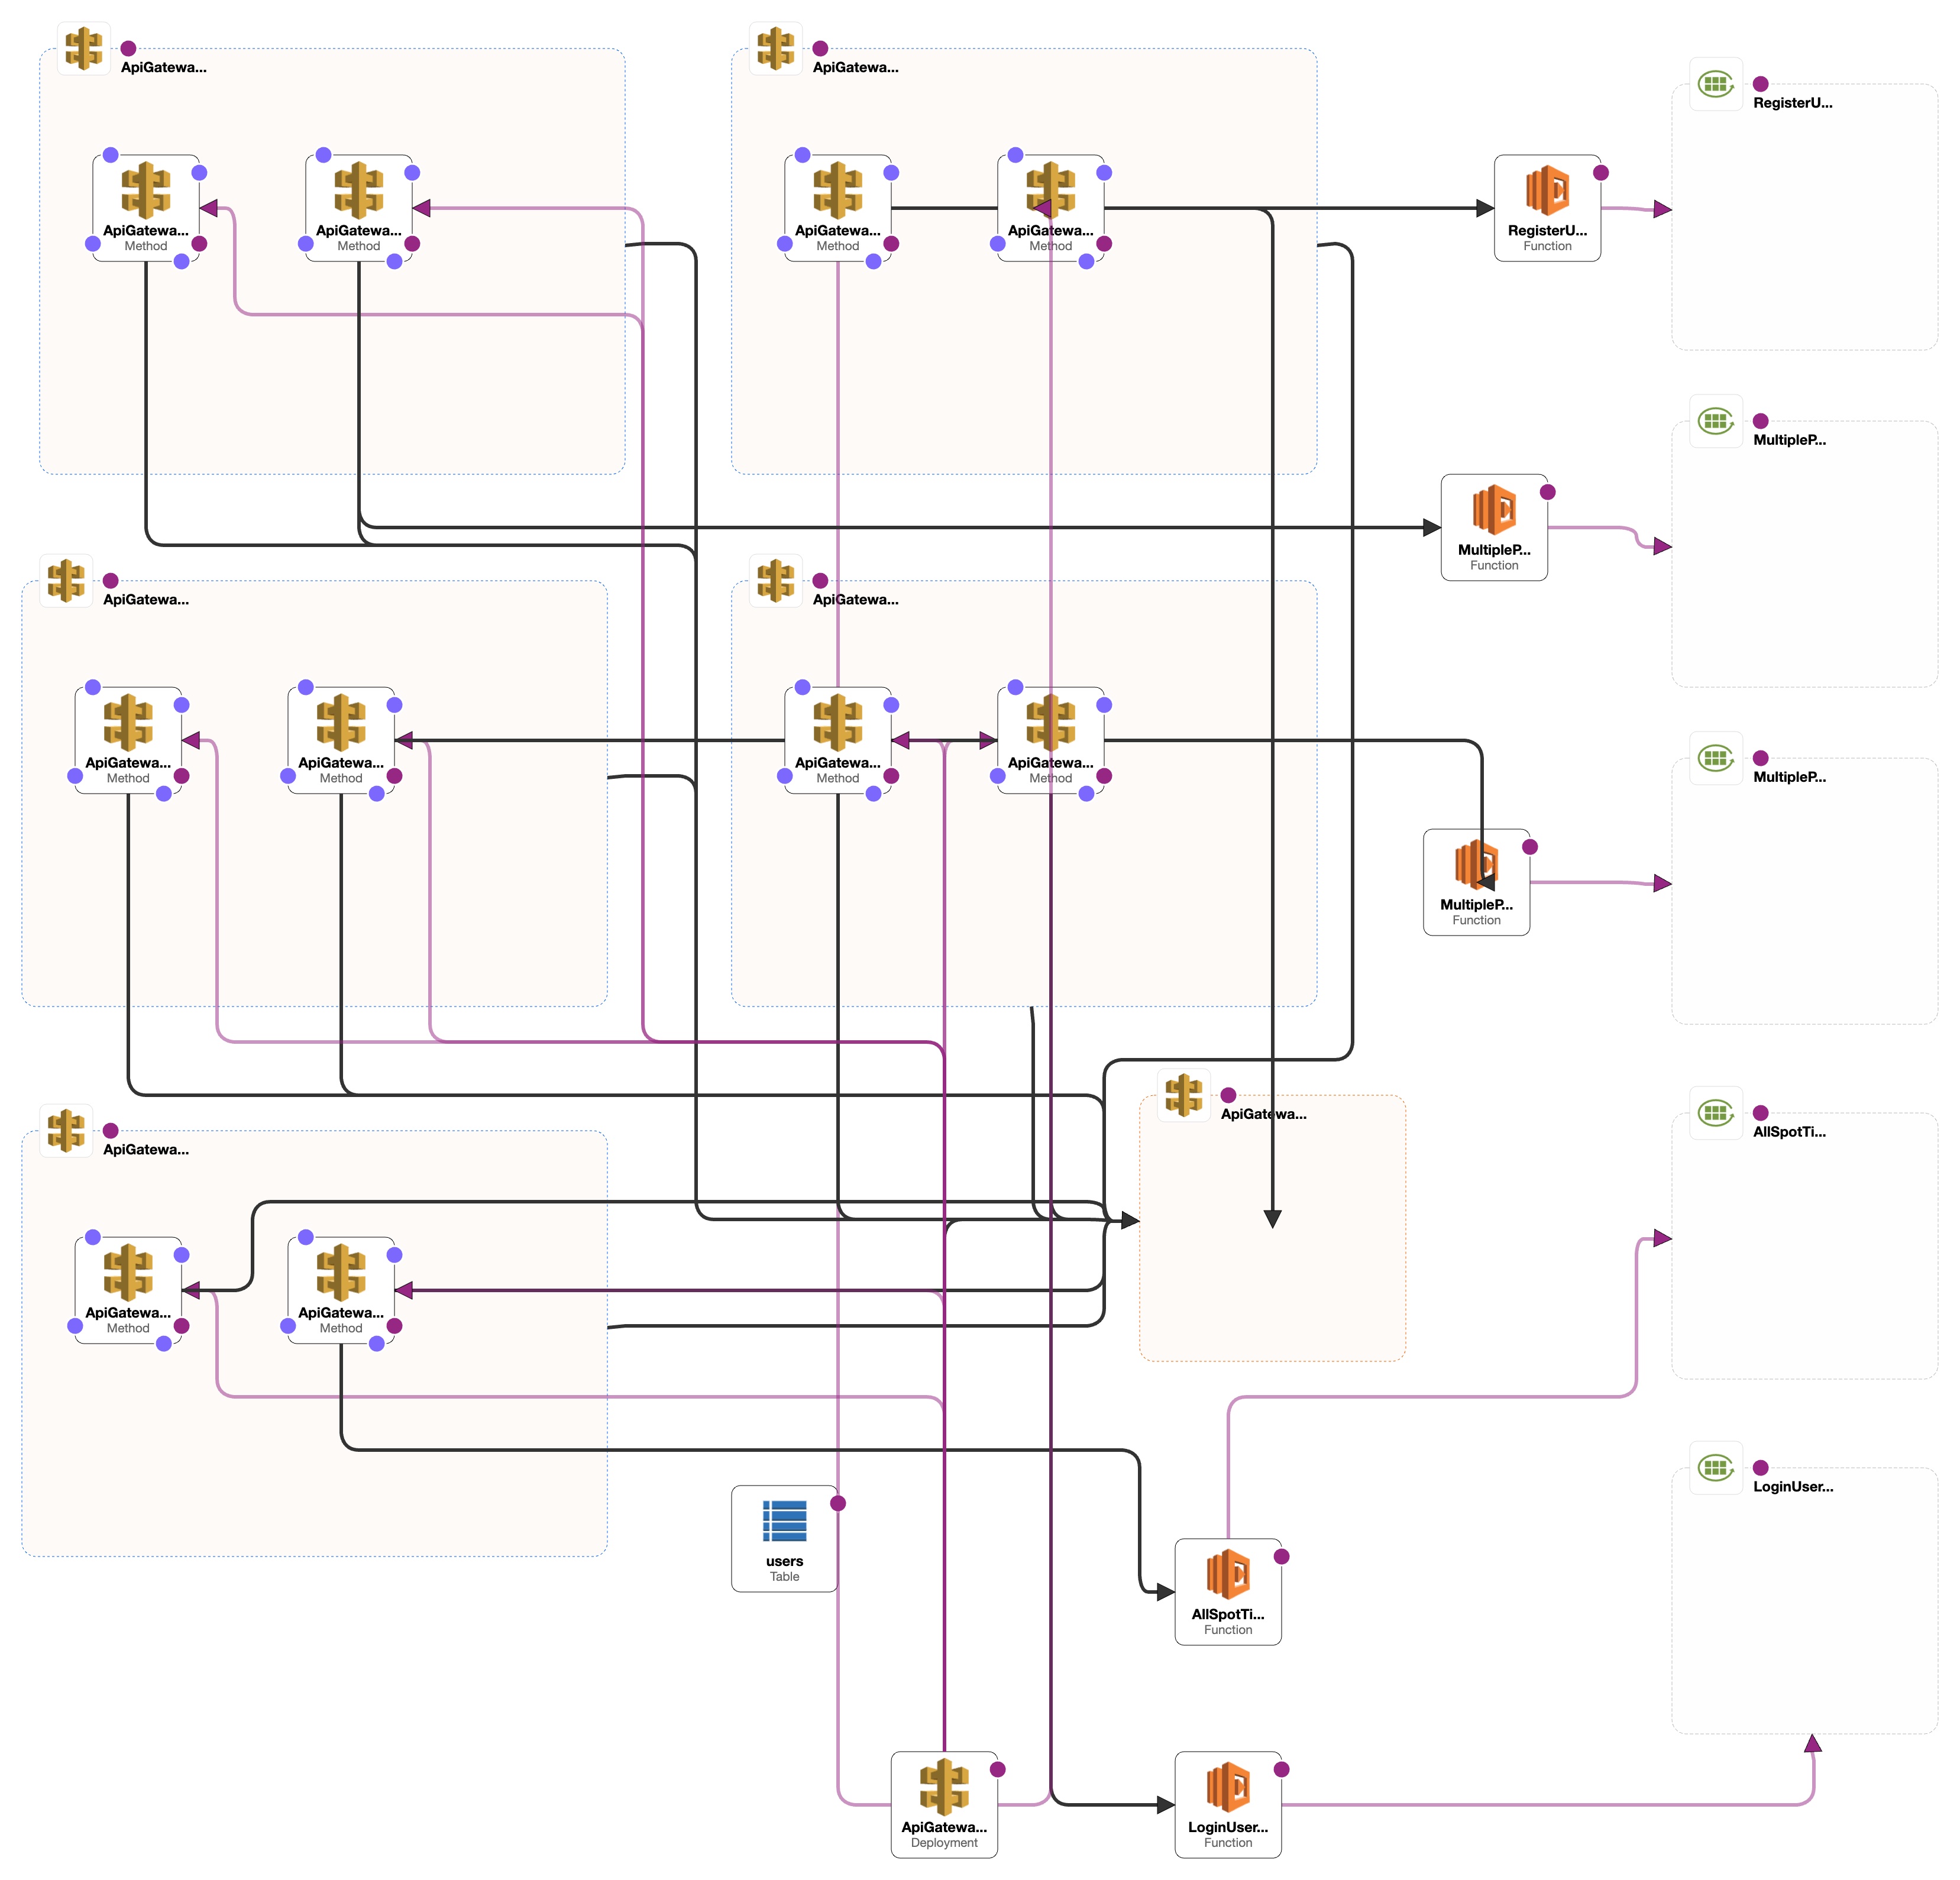 ApiGatewa...
ApiGatewa...
RegisterU...
ApiGatewa...
Method
ApiGatewa...
Method
ApiGatewa...
Method
ApiGatewa...
Method
RegisterU...
Function
MultipleP...
MultipleP...
Function
ApiGatewa...
ApiGatewa...
ApiGatewa...
Method
ApiGatewa...
Method
ApiGatewa...
Method
ApiGatewa...
Method
MultipleP...
MultipleP...
Function
ApiGatewa...
ApiGatewa...
AllSpotTi...
ApiGatewa...
Method
ApiGatewa...
Method
LoginUser...
users
Table
AllSpotTi...
Function
ApiGatewa...
Deployment
LoginUser...
Function